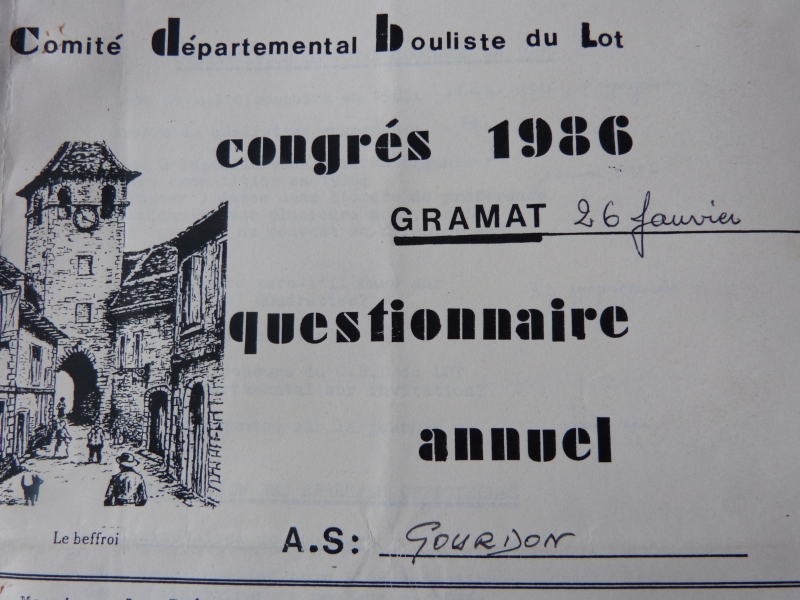 Comité départemental bouliste du Lot
congrés 1986
GRAMAT 26 Janvier
questionnaire
annuel
Le beffroi
A.S: GOURDON